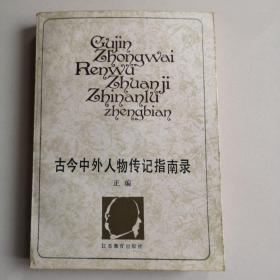 Gujin
Zhongwai
Renwu
Zhuanji
Zhinanlu
zhengbian
古今中外人物传记指南录
正编
江苏教育出版社